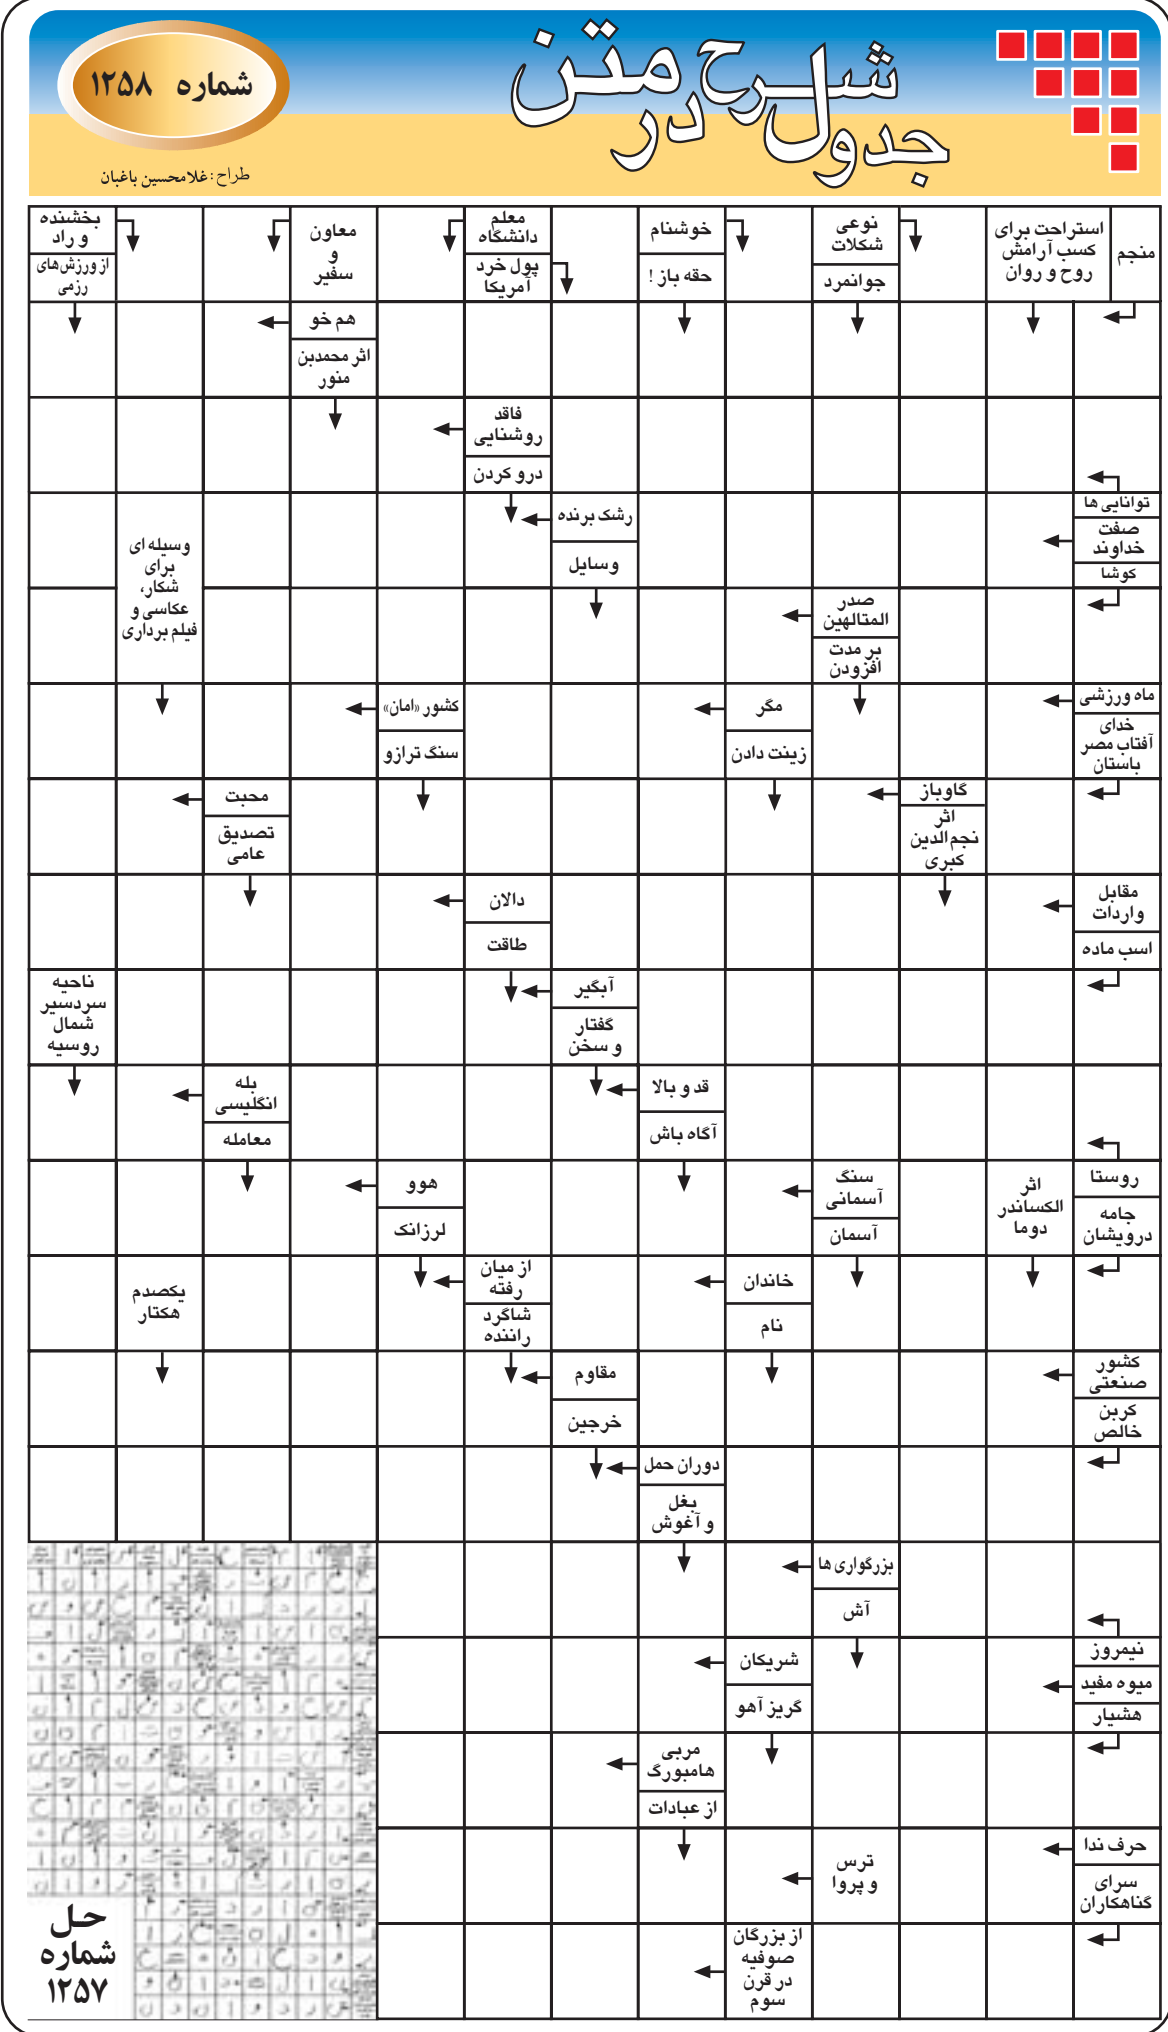 جدول شرح در متن
شماره ۱۲۵۸
طراح: غلامحسین باغبان
منجم
استراحت برای
کسب آرامش
روح و روان
نوعی
شکلات
جوانمرد
خوشنام
حقه باز !
معلم
دانشگاه
پول خرد
آمریکا
معاون
و
سفیر
بخشنده
و راد
از ورزش‌های
رزمی
هم خو
اثر محمدبن
منور
فاقد
روشنایی
درو کردن
توانایی ها
صفت
خداوند
کوشا
رشک برنده
وسایل
وسیله ای
برای
شکار،
عکاسی و
فیلم برداری
صدر
المتالهین
بر مدت
افزودن
ماه ورزشی
خدای
آفتاب مصر
باستان
مگر
زینت دادن
کشور «امان»
سنگ ترازو
گاوباز
اثر
نجم‌الدین
کبری
محبت
تصدیق
عامی
مقابل
واردات
اسب ماده
دالان
طاقت
آبگیر
گفتار
و سخن
ناحیه
سردسیر
شمال
روسیه
قد و بالا
آگاه باش
بله
انگلیسی
معامله
روستا
جامه
درویشان
اثر
الکساندر
دوما
سنگ
آسمانی
آسمان
هوو
لرزانک
خاندان
نام
از میان
رفته
شاگرد
راننده
یکصدم
هکتار
کشور
صنعتی
کربن
خالص
مقاوم
خرجین
دوران حمل
بغل
و آغوش
بزرگواری ها
آش
نیمروز
میوه مفید
هشیار
شریکان
گریز آهو
مربی
هامبورگ
از عبادات
حرف ندا
سرای
گناهکاران
ترس
و پروا
از بزرگان
صوفیه
در قرن
سوم
حل
شماره
۱۲۵۷